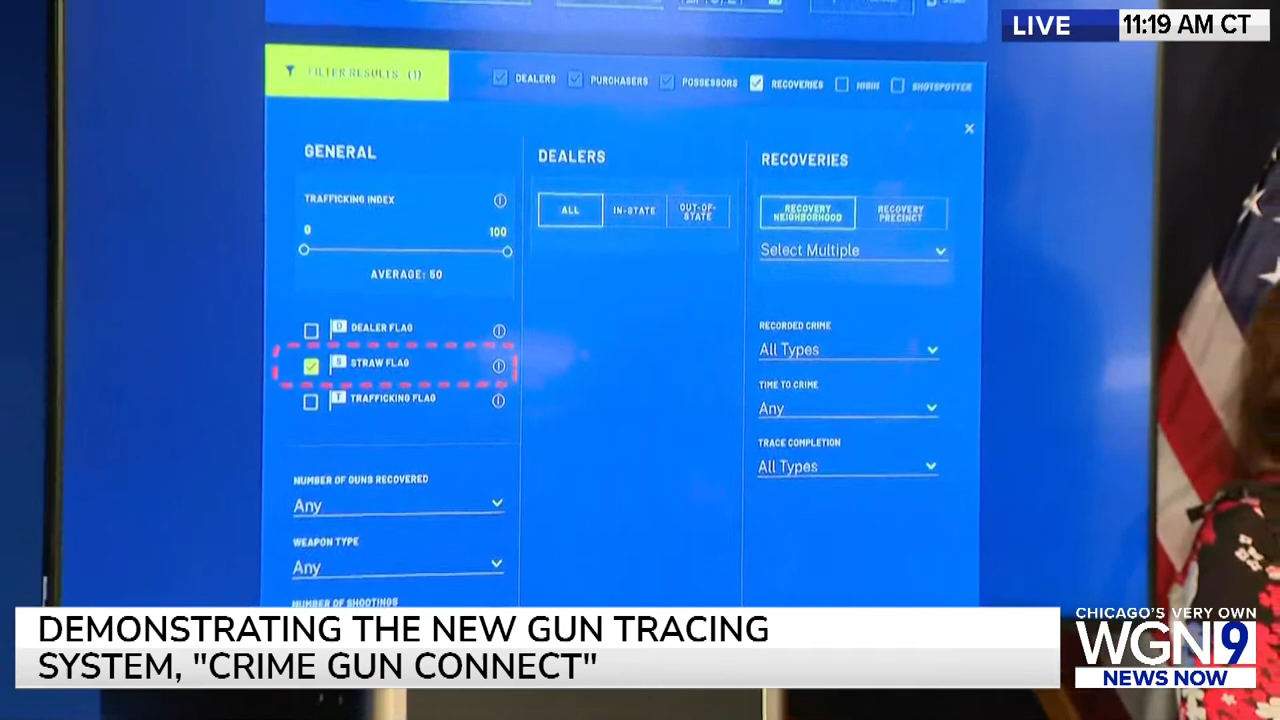 LIVE 11:19 AM CT
FILTER RESULTS (1)
DEALERS PURCHASERS POSSESSORS RECOVERIES NIBIN SHOTSPOTTER
GENERAL
TRAFFICKING INDEX
0 100
AVERAGE: 50
D DEALER FLAG
S STRAW FLAG
T TRAFFICKING FLAG
NUMBER OF GUNS RECOVERED
Any
WEAPON TYPE
Any
NUMBER OF SHOOTINGS
DEALERS
ALL IN-STATE OUT-OF-
STATE
RECOVERIES
RECOVERY
NEIGHBORHOOD
RECOVERY
PRECINCT
Select Multiple
RECORDED CRIME
All Types
TIME TO CRIME
Any
TRACE COMPLETION
All Types
DEMONSTRATING THE NEW GUN TRACING
SYSTEM, "CRIME GUN CONNECT"
CHICAGO'S VERY OWN
WGN9
NEWS NOW